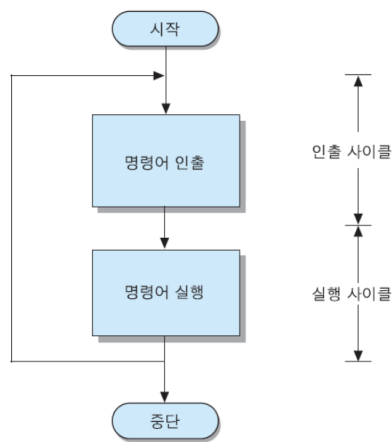 시작
명령어 인출
인출 사이클
명령어 실행
실행 사이클
중단